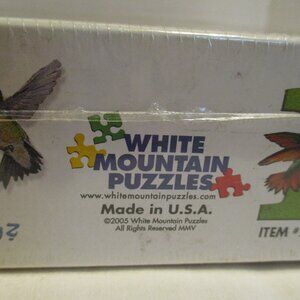 WHITE
MOUNTAIN
PUZZLES
www.whitemountainpuzzles.com
Made in U.S.A.
©2005 White Mountain Puzzles
All Rights Reserved MMV
ITEM #